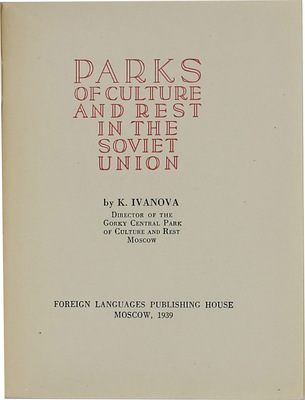 PARKS
OF CULTURE
AND REST
IN THE
SOVIET
UNION
by K. IVANOVA
DIRECTOR OF THE
GORKY CENTRAL PARK
OF CULTURE AND REST
MOSCOW
FOREIGN LANGUAGES PUBLISHING HOUSE
MOSCOW, 1939